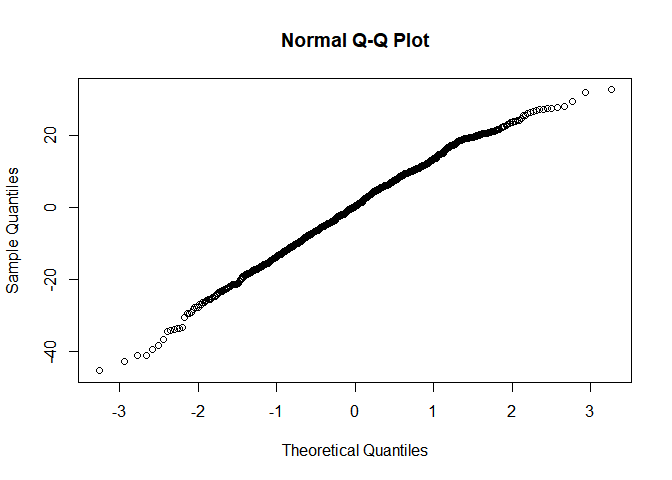 Normal Q-Q Plot
Sample Quantiles
20
0
-20
-40
-3 -2 -1 0 1 2 3
Theoretical Quantiles